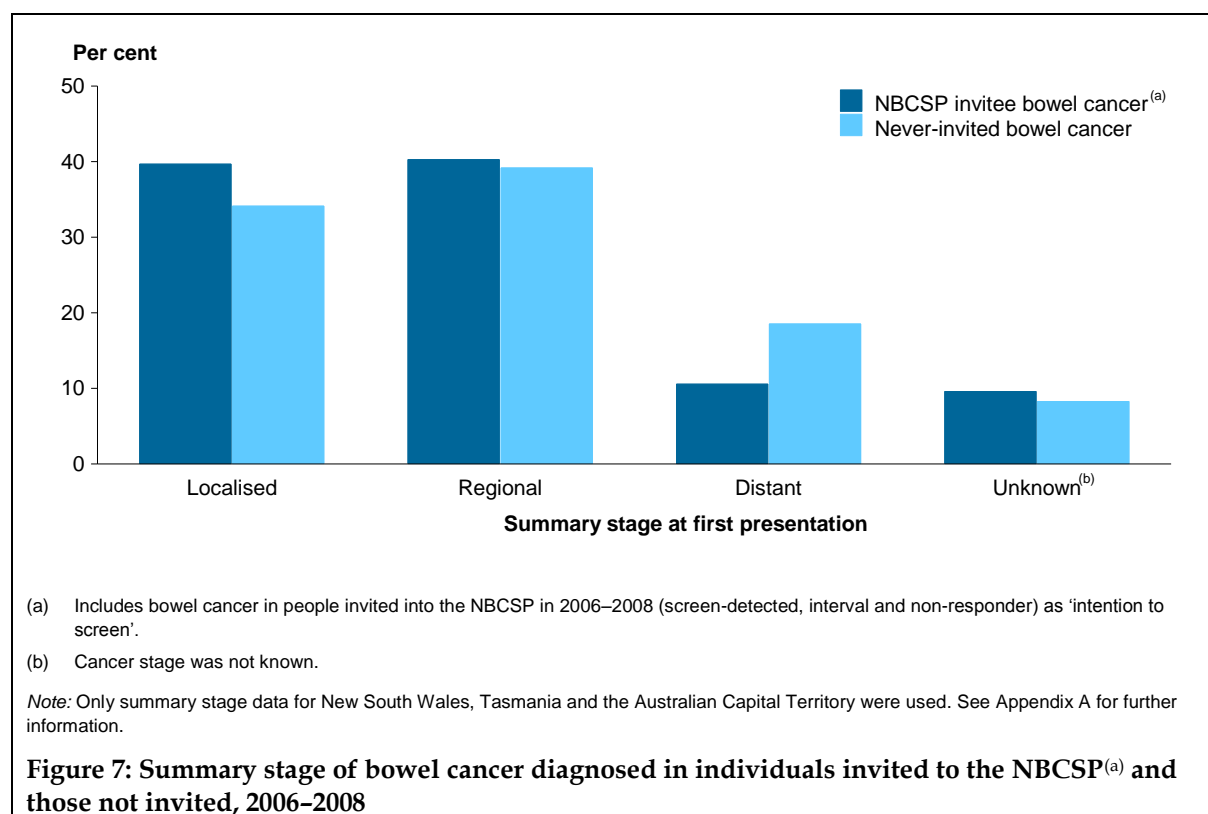 Per cent
50
40
30
20
10
0
NBCSP invitee bowel cancer(a)
Never-invited bowel cancer
Localised
Regional
Distant
Unknown(b)
Summary stage at first presentation
(a) Includes bowel cancer in people invited into the NBCSP in 2006–2008 (screen-detected, interval and non-responder) as ‘intention to
screen’.
(b) Cancer stage was not known.
Note: Only summary stage data for New South Wales, Tasmania and the Australian Capital Territory were used. See Appendix A for further
information.
Figure 7: Summary stage of bowel cancer diagnosed in individuals invited to the NBCSP(a) and
those not invited, 2006–2008